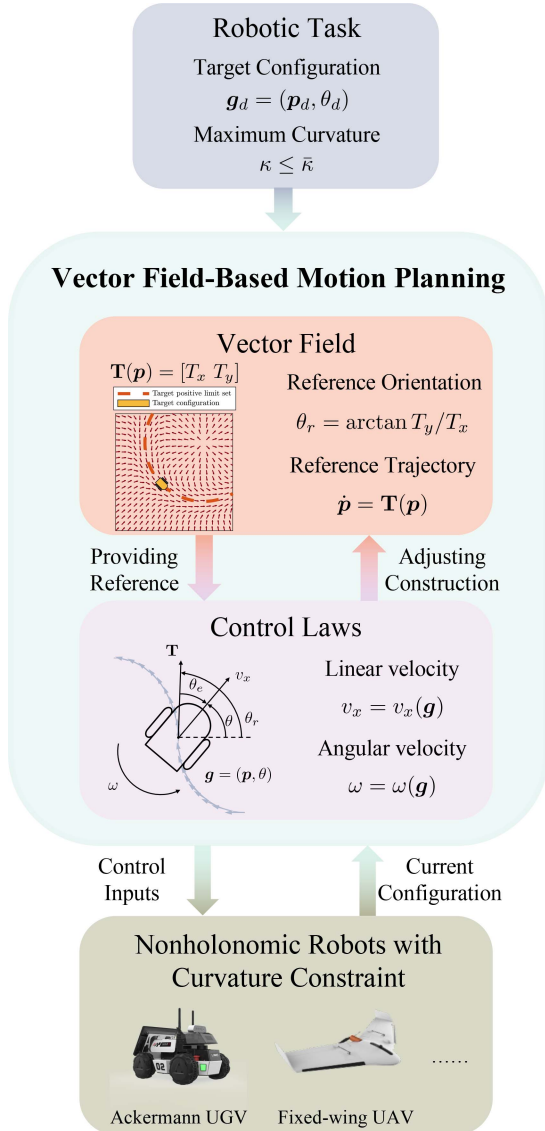 Robotic Task
Target Configuration
𝒈_d = (𝒑_d, θ_d)
Maximum Curvature
κ ≤ κ̄
Vector Field-Based Motion Planning
Vector Field
𝐓(𝒑) = [T_x T_y]
Target positive limit set
Target configuration
Reference Orientation
θ_r = arctan T_y/T_x
Reference Trajectory
𝒑̇ = 𝐓(𝒑)
Providing
Reference
Adjusting
Construction
Control Laws
𝐓
v_x
θ_e
θ
θ_r
𝒈 = (𝒑, θ)
ω
Linear velocity
v_x = v_x(𝒈)
Angular velocity
ω = ω(𝒈)
Control
Inputs
Current
Configuration
Nonholonomic Robots with
Curvature Constraint
02
......
Ackermann UGV
Fixed-wing UAV